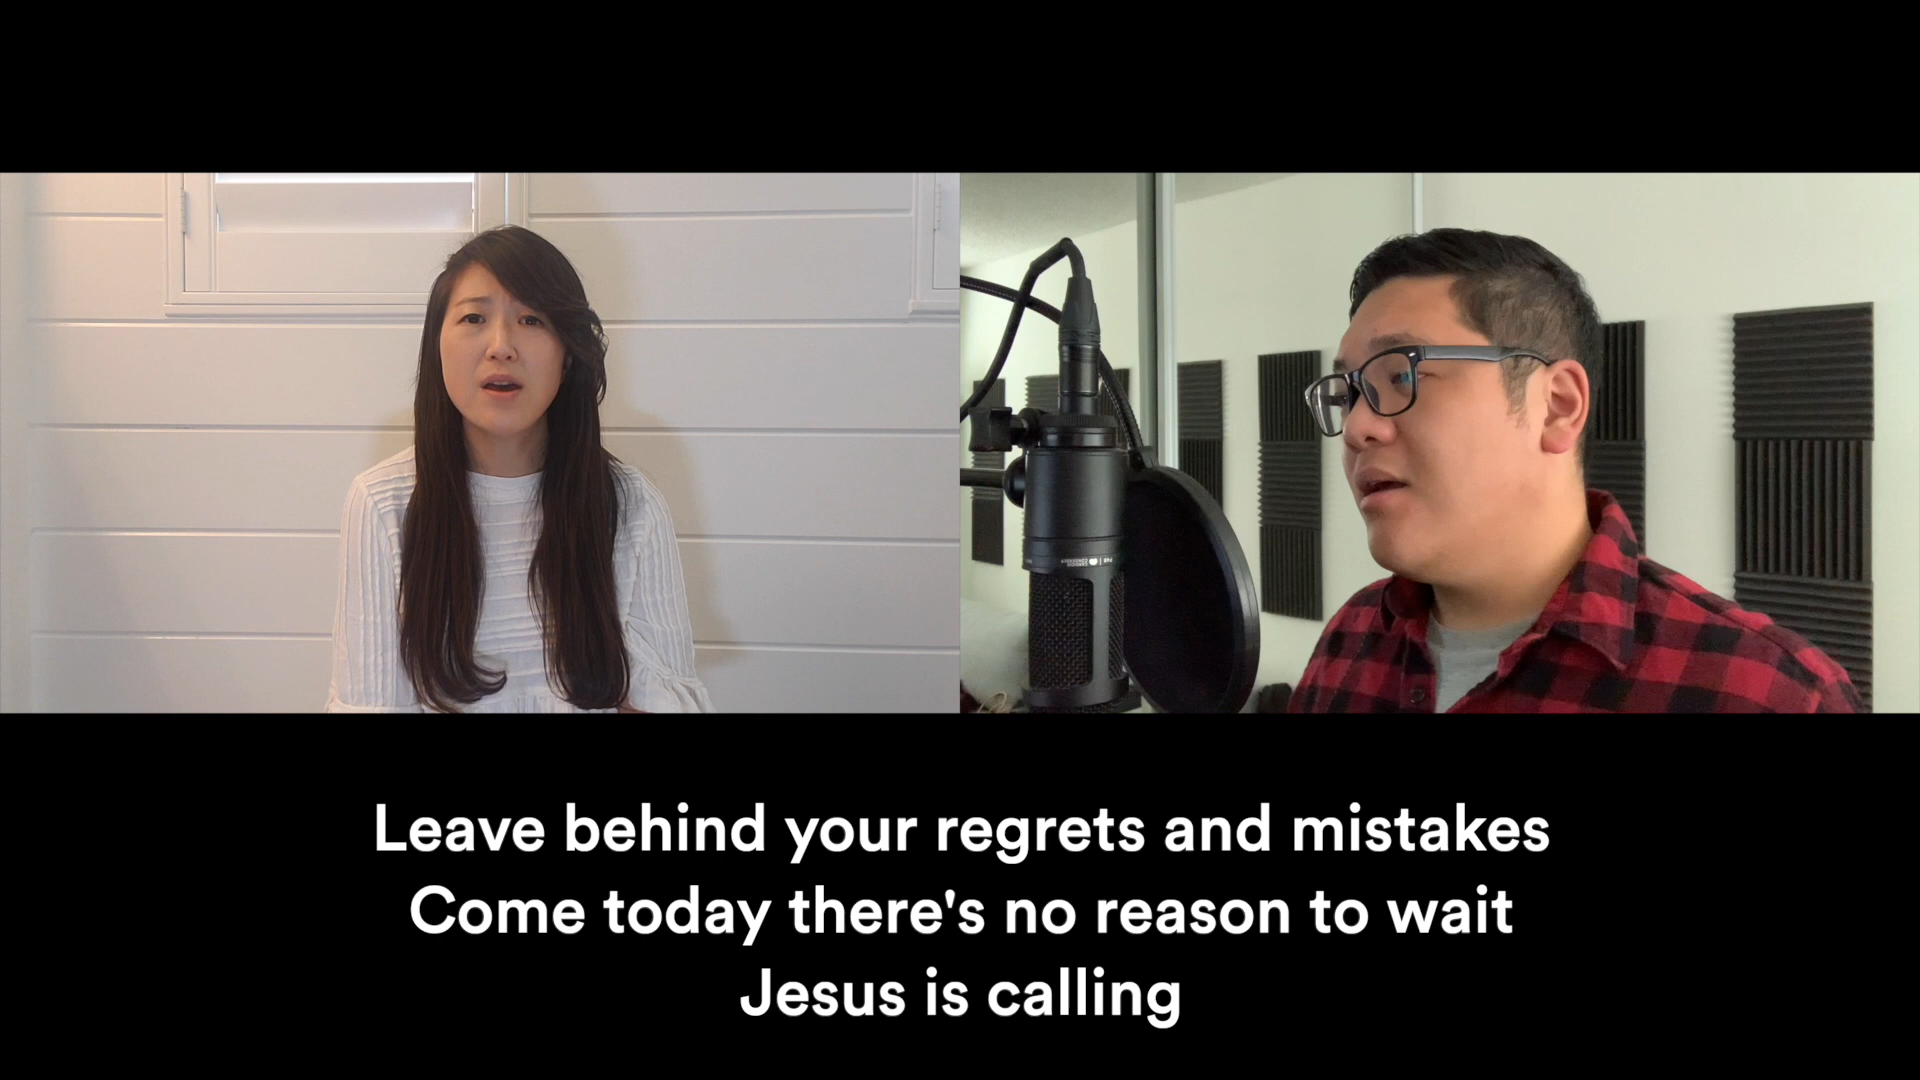 Leave behind your regrets and mistakes
Come today there's no reason to wait
Jesus is calling